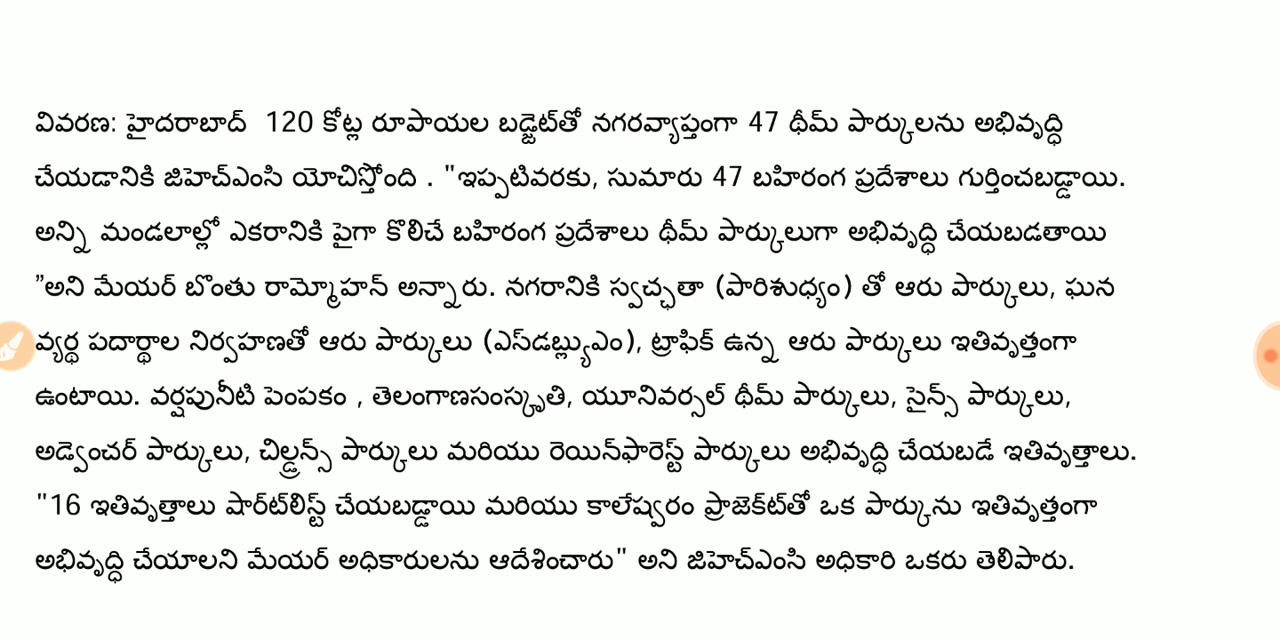 వివరణ: హైదరాబాద్  120 కోట్ల రూపాయల బడ్జెట్‌తో నగరవ్యాప్తంగా 47 థీమ్ పార్కులను అభివృద్ధి
చేయడానికి జిహెచ్‌ఎంసి యోచిస్తోంది . "ఇప్పటివరకు, సుమారు 47 బహిరంగ ప్రదేశాలు గుర్తించబడ్డాయి.
అన్ని మండలాల్లో ఎకరానికి పైగా కొలిచే బహిరంగ ప్రదేశాలు థీమ్ పార్కులుగా అభివృద్ధి చేయబడతాయి
”అని మేయర్ బొంతు రామ్మోహన్ అన్నారు. నగరానికి స్వచ్ఛతా (పారిశుధ్యం) తో ఆరు పార్కులు, ఘన
వ్యర్థ పదార్థాల నిర్వహణతో ఆరు పార్కులు (ఎస్‌డబ్ల్యుఎం), ట్రాఫిక్ ఉన్న ఆరు పార్కులు ఇతివృత్తంగా
ఉంటాయి. వర్షపునీటి పెంపకం , తెలంగాణసంస్కృతి, యూనివర్సల్ థీమ్ పార్కులు, సైన్స్ పార్కులు,
అడ్వెంచర్ పార్కులు, చిల్డ్రన్స్ పార్కులు మరియు రెయిన్‌ఫారెస్ట్ పార్కులు అభివృద్ధి చేయబడే ఇతివృత్తాలు.
"16 ఇతివృత్తాలు షార్ట్‌లిస్ట్ చేయబడ్డాయి మరియు కాలేష్వరం ప్రాజెక్ట్‌తో ఒక పార్కును ఇతివృత్తంగా
అభివృద్ధి చేయాలని మేయర్ అధికారులను ఆదేశించారు" అని జిహెచ్‌ఎంసి అధికారి ఒకరు తెలిపారు.